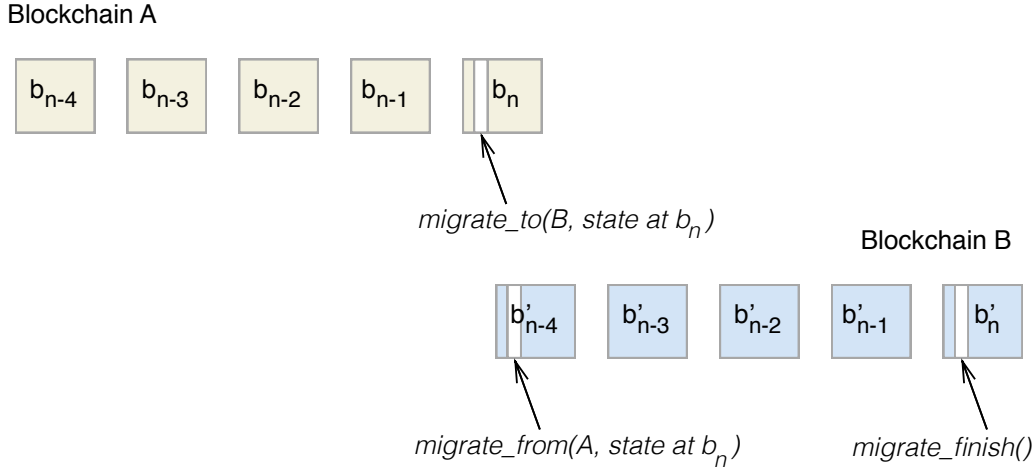 Blockchain A
b_{n-4} b_{n-3} b_{n-2} b_{n-1} b_n
migrate_to(B, state at b_n)
Blockchain B
b'_{n-4} b'_{n-3} b'_{n-2} b'_{n-1} b'_n
migrate_from(A, state at b_n) migrate_finish()